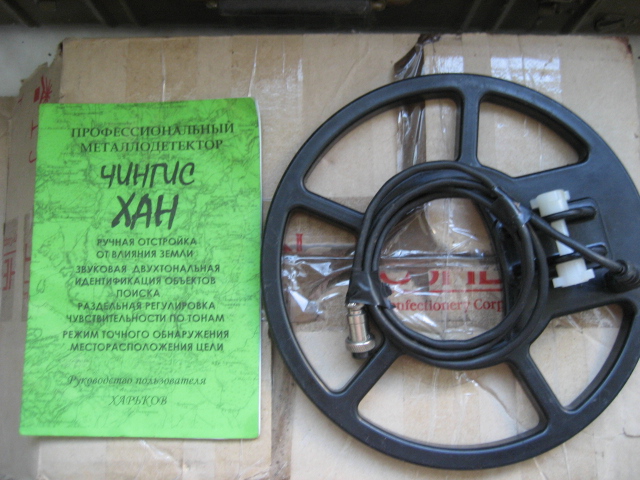 ПРОФЕССИОНАЛЬНЫЙ
МЕТАЛЛОДЕТЕКТОР
ЧИНГИС
ХАН
РУЧНАЯ ОТСТРОЙКА
ОТ ВЛИЯНИЯ ЗЕМЛИ
ЗВУКОВАЯ ДВУХТОНАЛЬНАЯ
ИДЕНТИФИКАЦИЯ ОБЪЕКТОВ
ПОИСКА
РАЗДЕЛЬНАЯ РЕГУЛИРОВКА
ЧУВСТВИТЕЛЬНОСТИ ПО ТОНАМ
РЕЖИМ ТОЧНОГО ОБНАРУЖЕНИЯ
МЕСТОРАСПОЛОЖЕНИЯ ЦЕЛИ
Руководство пользователя
ХАРЬКОВ
onfectionery Corp